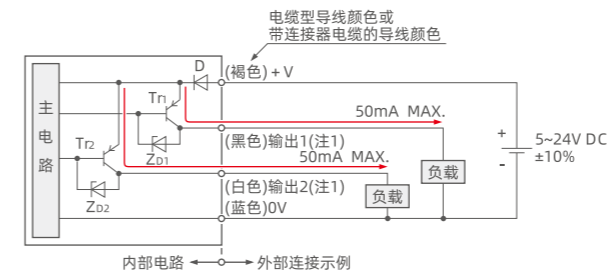 电缆型导线颜色或
带连接器电缆的导线颜色
D
(褐色)+V
主电路
Tr1
50mA MAX.
ZD1
(黑色)输出1(注1)
Tr2
50mA MAX.
+
5~24V DC
±10%
-
负载
ZD2
(白色)输出2(注1)
负载
(蓝色)0V
内部电路
外部连接示例